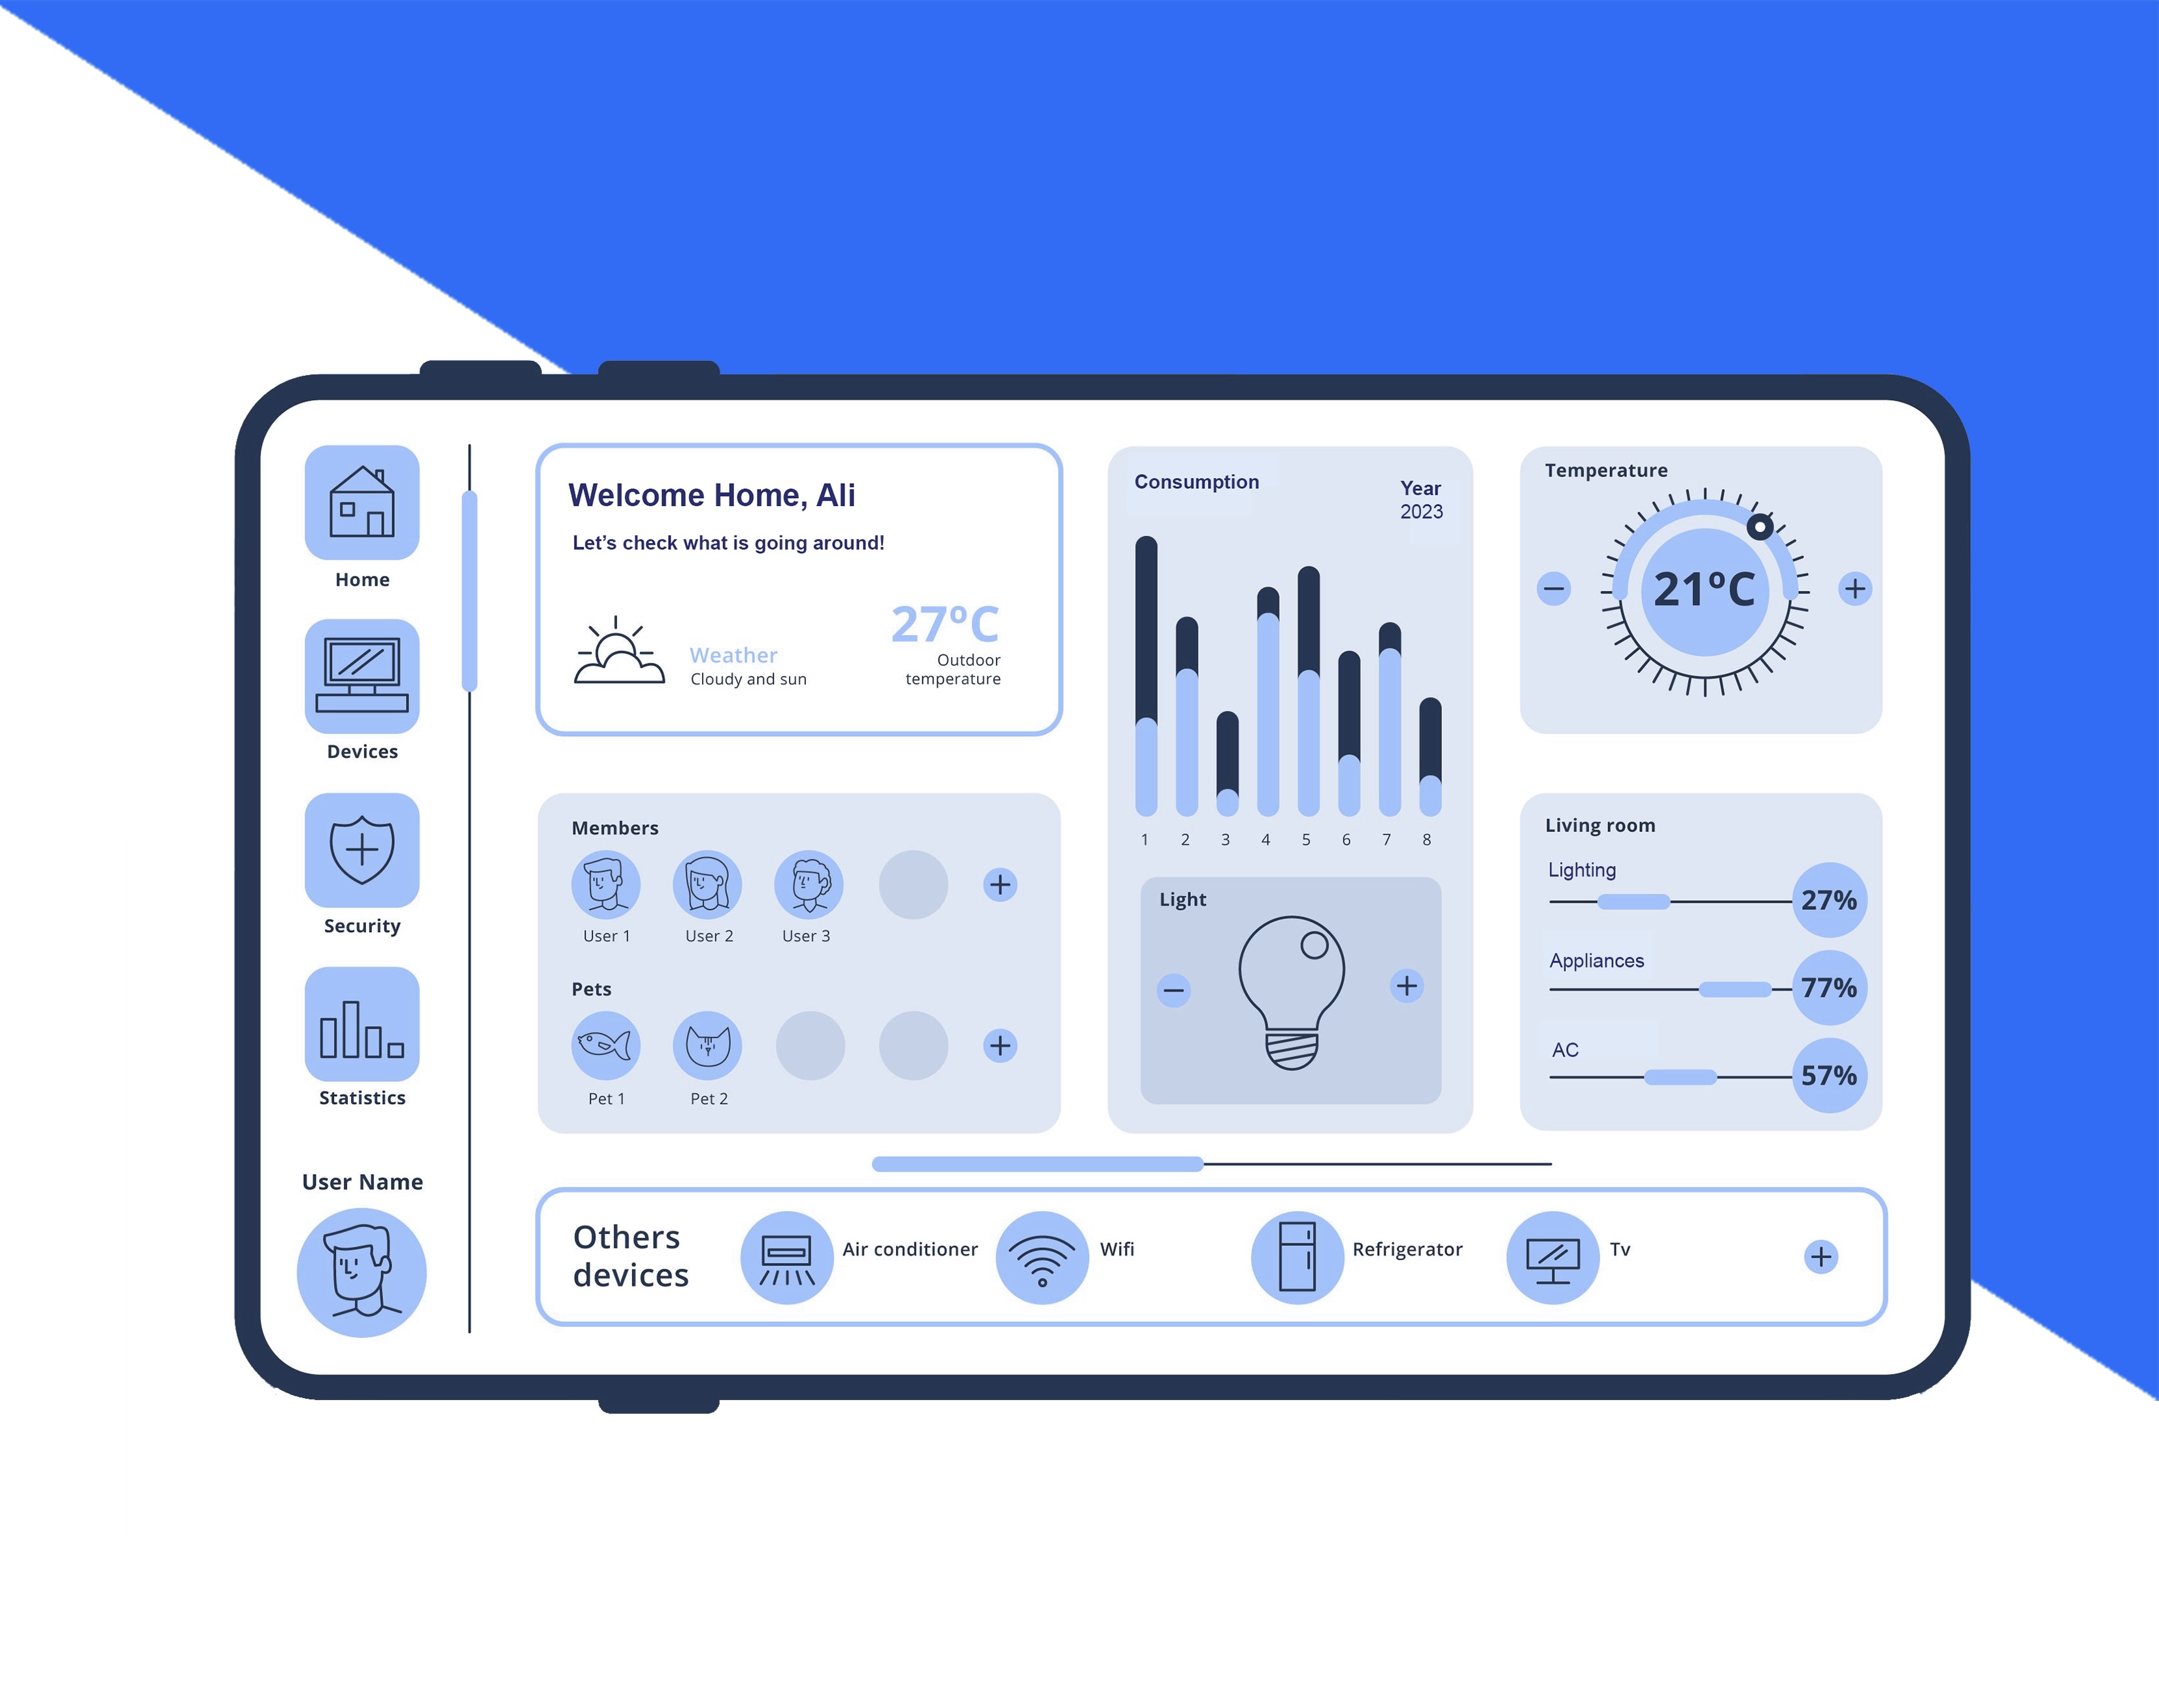 Home
Devices
Security
Statistics
User Name
Welcome Home, Ali
Let’s check what is going around!
Weather
Cloudy and sun
27ºC
Outdoor
temperature
Members
User 1
User 2
User 3
Pets
Pet 1
Pet 2
Consumption
Year
2023
1 2 3 4 5 6 7 8
Light
Temperature
21ºC
Living room
Lighting
27%
Appliances
77%
AC
57%
Others
devices
Air conditioner
Wifi
Refrigerator
Tv